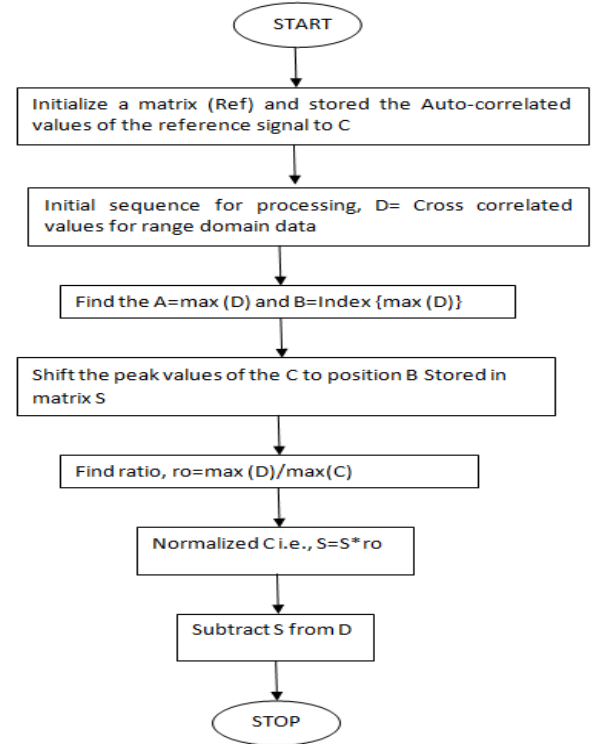 START
Initialize a matrix (Ref) and stored the Auto-correlated
values of the reference signal to C
Initial sequence for processing, D= Cross correlated
values for range domain data
Find the A=max (D) and B=Index {max (D)}
Shift the peak values of the C to position B Stored in
matrix S
Find ratio, ro=max (D)/max(C)
Normalized C i.e., S=S*ro
Subtract S from D
STOP